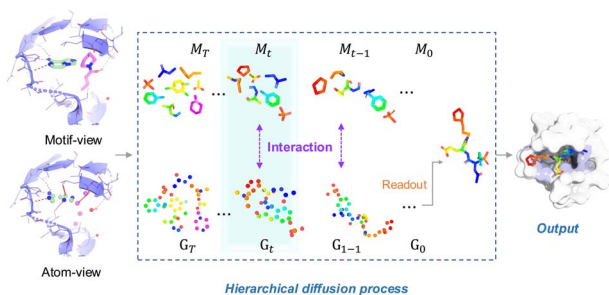 M_T M_t M_{t-1} M_0
Motif-view
Interaction
Readout
Atom-view
G_T G_t G_{1-1} G_0
Output
Hierarchical diffusion process